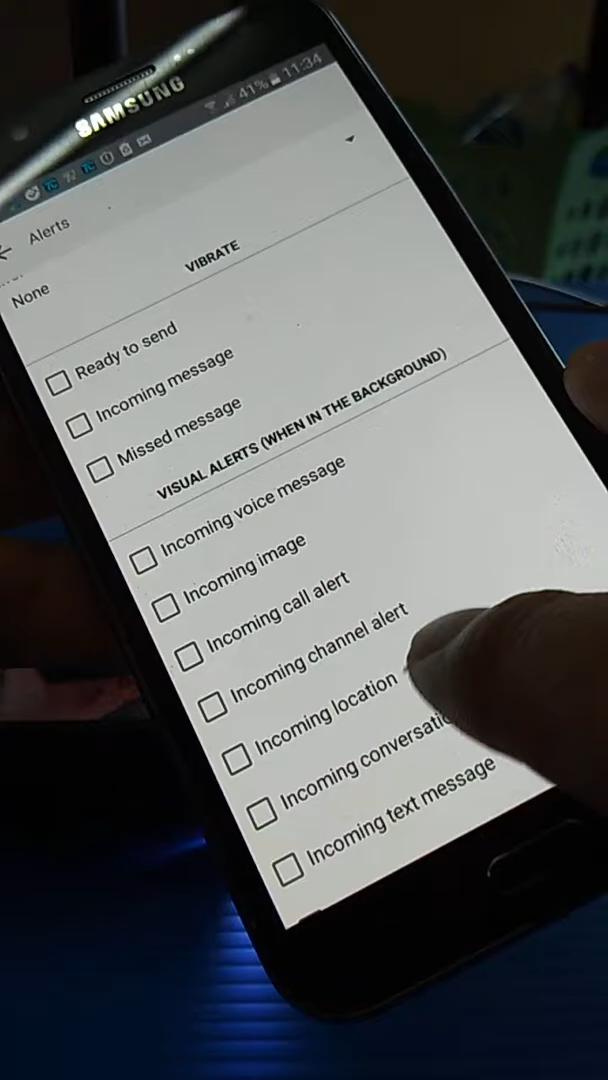 SAMSUNG
41% 11:34
Alerts
None
VIBRATE
Ready to send
Incoming message
Missed message
VISUAL ALERTS (WHEN IN THE BACKGROUND)
Incoming voice message
Incoming image
Incoming call alert
Incoming channel alert
Incoming location
Incoming
Incoming text message